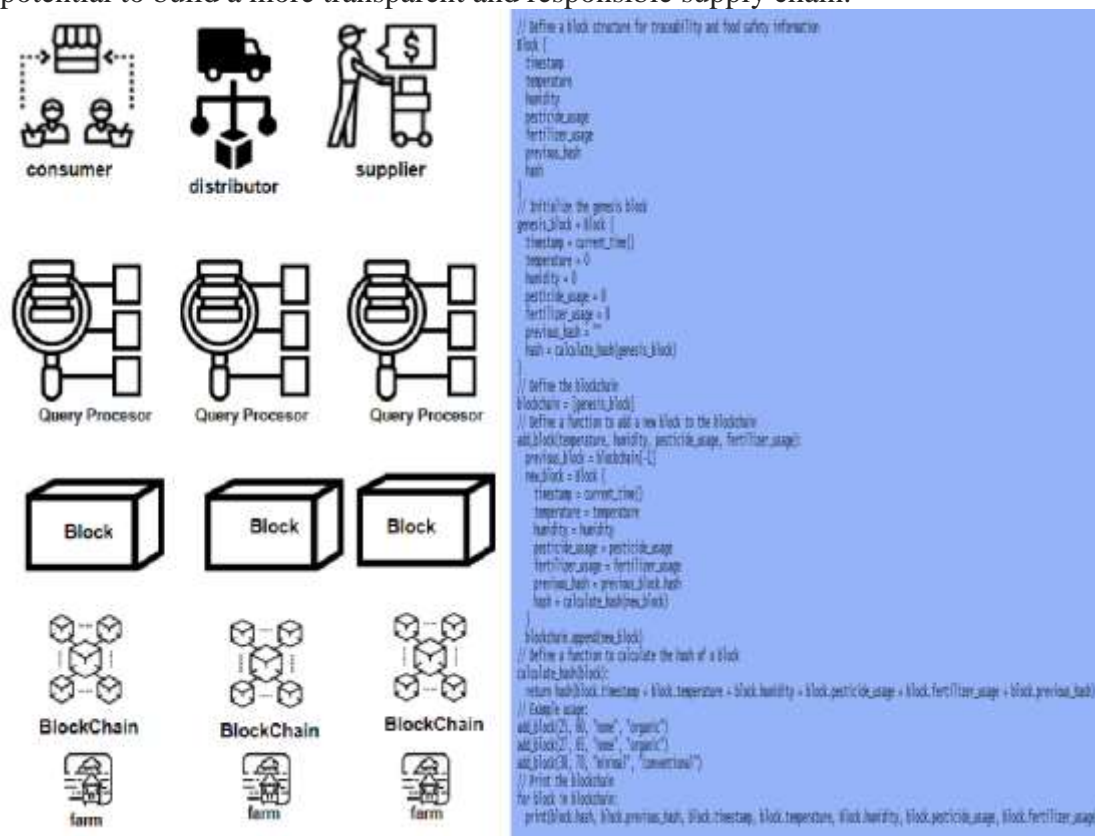 potential to build a more transparent and responsible supply chain.
consumer
distributor
supplier
Query Procesor
Query Procesor
Query Procesor
Block
Block
Block
BlockChain
BlockChain
BlockChain
farm
farm
farm
// Define a block structure for traceability and food safety information
Block {
timestamp
temperature
humidity
pesticide_usage
fertilizer_usage
previous_hash
hash
}
// Initialize the genesis block
genesis_block = Block {
timestamp = current_time()
temperature = 0
humidity = 0
pesticide_usage = 0
fertilizer_usage = 0
previous_hash = ""
hash = calculate_hash(genesis_block)
}
// Define the blockchain
blockchain = [genesis_block]
// Define a function to add a new block to the blockchain
add_block(temperature, humidity, pesticide_usage, fertilizer_usage):
previous_block = blockchain[-1]
new_block = Block {
timestamp = current_time()
temperature = temperature
humidity = humidity
pesticide_usage = pesticide_usage
fertilizer_usage = fertilizer_usage
previous_hash = previous_block.hash
hash = calculate_hash(new_block)
}
blockchain.append(new_block)
// Define a function to calculate the hash of a block
calculate_hash(block):
return hash(block.timestamp + block.temperature + block.humidity + block.pesticide_usage + block.fertilizer_usage + block.previous_hash)
// Example usage:
add_block(25, 60, "none", "organic")
add_block(27, 65, "none", "organic")
add_block(30, 70, "minimal", "conventional")
// Print the blockchain
for block in blockchain:
print(block.hash, block.previous_hash, block.timestamp, block.temperature, block.humidity, block.pesticide_usage, block.fertilizer_usage